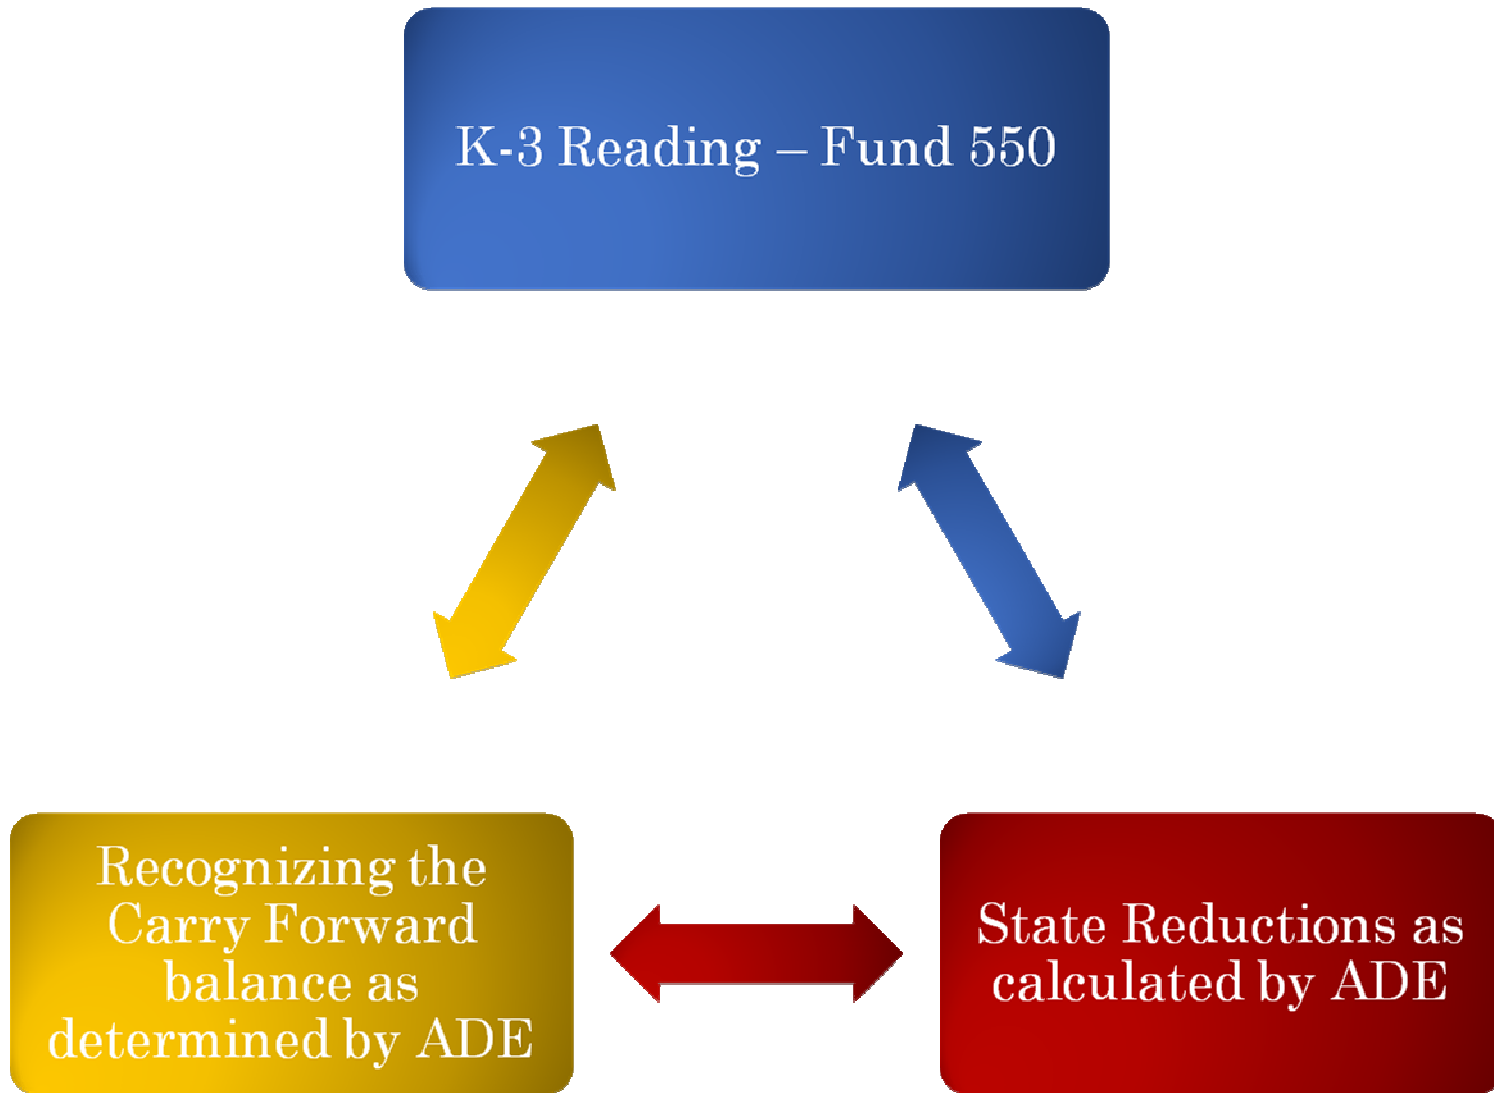 K-3 Reading – Fund 550
Recognizing the
Carry Forward
balance as
determined by ADE
State Reductions as
calculated by ADE